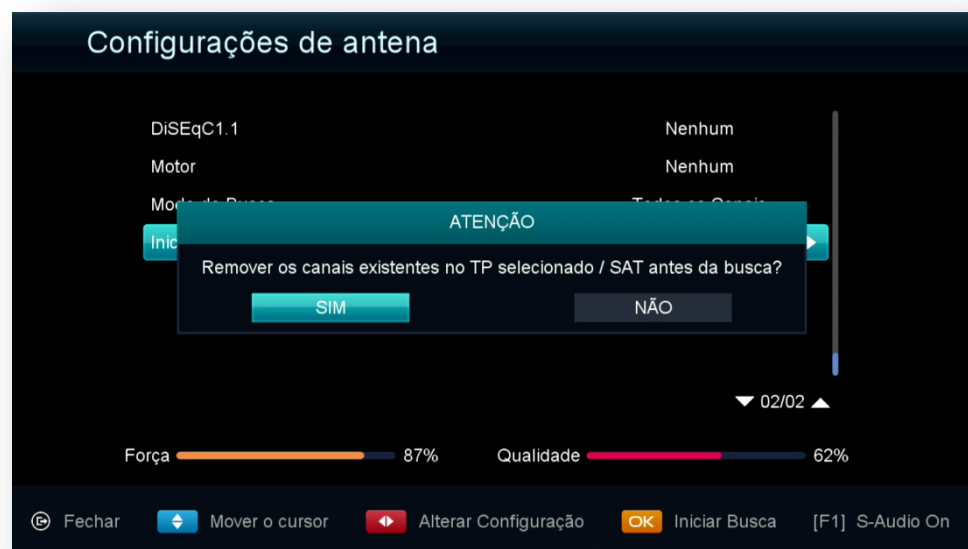 Configurações de antena
DiSEqC1.1 Nenhum
Motor Nenhum
ATENÇÃO
Remover os canais existentes no TP selecionado / SAT antes da busca?
SIM NÃO
02/02
Força 87% Qualidade 62%
Fechar Mover o cursor Alterar Configuração OK Iniciar Busca [F1] S-Audio On